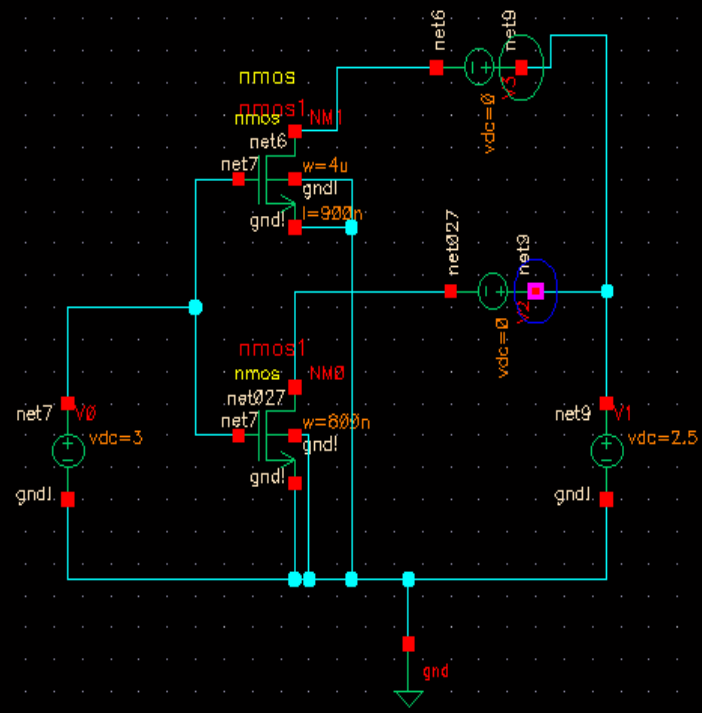 net6
net9
V3
vdc=0
nmos
nmos1
NM1
nmos
net6
net7
w=4u
gnd!
gnd!
l=900n
net027
net9
V2
vdc=0
nmos1
nmos
NM0
net027
net7
w=600n
gnd!
gnd!
net7
V0
vdc=3
gnd!
net9
V1
vdc=2.5
gnd!
gnd